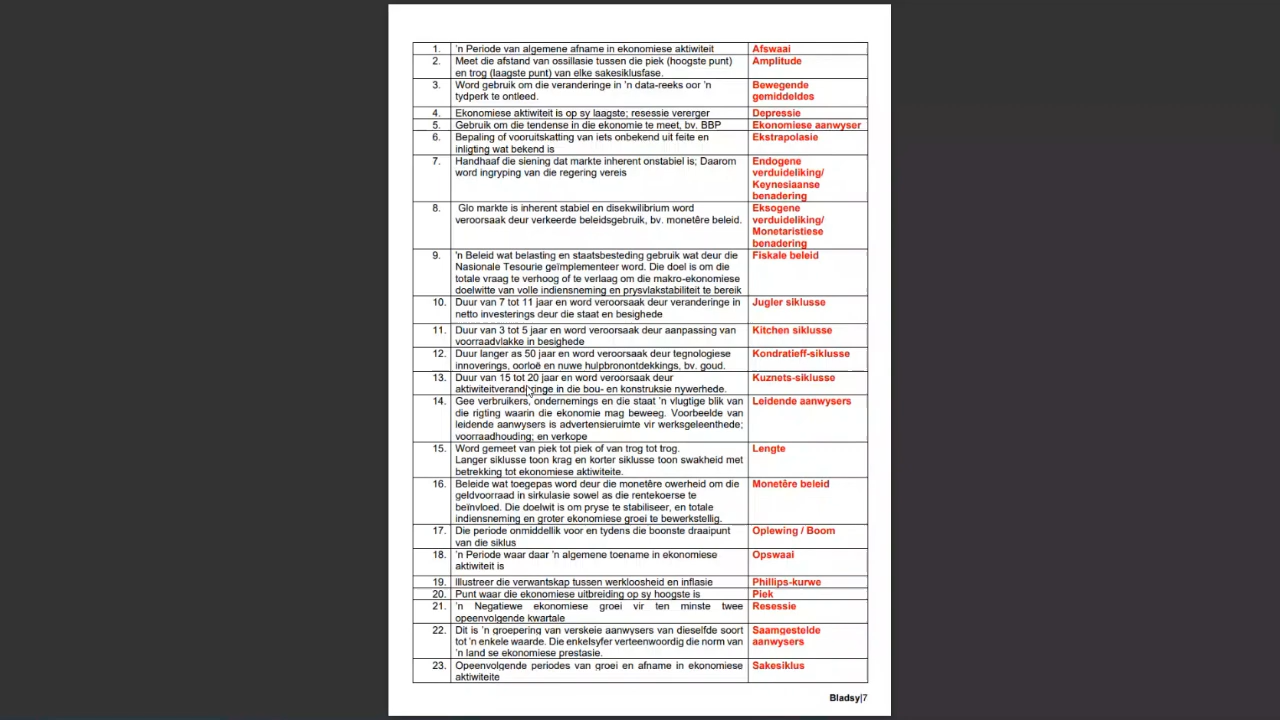 1. 'n Periode van algemene afname in ekonomiese aktiwiteit Afswaai
2. Meet die afstand van ossillasie tussen die piek (hoogste punt) Amplitude
en trog (laagste punt) van elke sakesiklusfase.
3. Word gebruik om die veranderinge in 'n data-reeks oor 'n Bewegende
tydperk te ontleed. gemiddeldes
4. Ekonomiese aktiwiteit is op sy laagste; resessie vererger Depressie
5. Gebruik om die tendense in die ekonomie te meet, bv. BBP Ekonomiese aanwyser
6. Bepaling of vooruitskatting van iets onbekend uit feite en Ekstrapolasie
inligting wat bekend is
7. Handhaaf die siening dat markte inherent onstabiel is; Daarom Endogene
word ingryping van die regering vereis verduideliking/
Keynesiaanse
benadering
8. Glo markte is inherent stabiel en disekwilibrium word Eksogene
veroorsaak deur verkeerde beleidsgebruik, bv. monetêre beleid. verduideliking/
Monetaristiese
benadering
9. 'n Beleid wat belasting en staatsbesteding gebruik wat deur die Fiskale beleid
Nasionale Tesourie geïmplementeer word. Die doel is om die
totale vraag te verhoog of te verlaag om die makro-ekonomiese
doelwitte van volle indiensneming en prysvlakstabiliteit te bereik
10. Duur van 7 tot 11 jaar en word veroorsaak deur veranderinge in Jugler siklusse
netto investerings deur die staat en besighede
11. Duur van 3 tot 5 jaar en word veroorsaak deur aanpassing van Kitchen siklusse
voorraadvlakke in besighede
12. Duur langer as 50 jaar en word veroorsaak deur tegnologiese Kondratieff-siklusse
innoverings, oorloë en nuwe hulpbronontdekkings, bv. goud.
13. Duur van 15 tot 20 jaar en word veroorsaak deur Kuznets-siklusse
aktiwiteitveranderinge in die bou- en konstruksie nywerhede.
14. Gee verbruikers, ondernemings en die staat 'n vlugtige blik van Leidende aanwysers
die rigting waarin die ekonomie mag beweeg. Voorbeelde van
leidende aanwysers is advertensieruimte vir werksgeleenthede;
voorraadhouding; en verkope
15. Word gemeet van piek tot piek of van trog tot trog. Lengte
Langer siklusse toon krag en korter siklusse toon swakheid met
betrekking tot ekonomiese aktiwiteite.
16. Beleide wat toegepas word deur die monetêre owerheid om die Monetêre beleid
geldvoorraad in sirkulasie sowel as die rentekoerse te
beïnvloed. Die doelwit is om pryse te stabiliseer, en totale
indiensneming en groter ekonomiese groei te bewerkstellig.
17. Die periode onmiddellik voor en tydens die boonste draaipunt Oplewing / Boom
van die siklus
18. 'n Periode waar daar 'n algemene toename in ekonomiese Opswaai
aktiwiteit is
19. Illustreer die verwantskap tussen werkloosheid en inflasie Phillips-kurwe
20. Punt waar die ekonomiese uitbreiding op sy hoogste is Piek
21. 'n Negatiewe ekonomiese groei vir ten minste twee Resessie
opeenvolgende kwartale
22. Dit is 'n groepering van verskeie aanwysers van dieselfde soort Saamgestelde
tot 'n enkele waarde. Die enkelsyfer verteenwoordig die norm van aanwysers
'n land se ekonomiese prestasie.
23. Opeenvolgende periodes van groei en afname in ekonomiese Sakesiklus
aktiwiteite
Bladsy|7